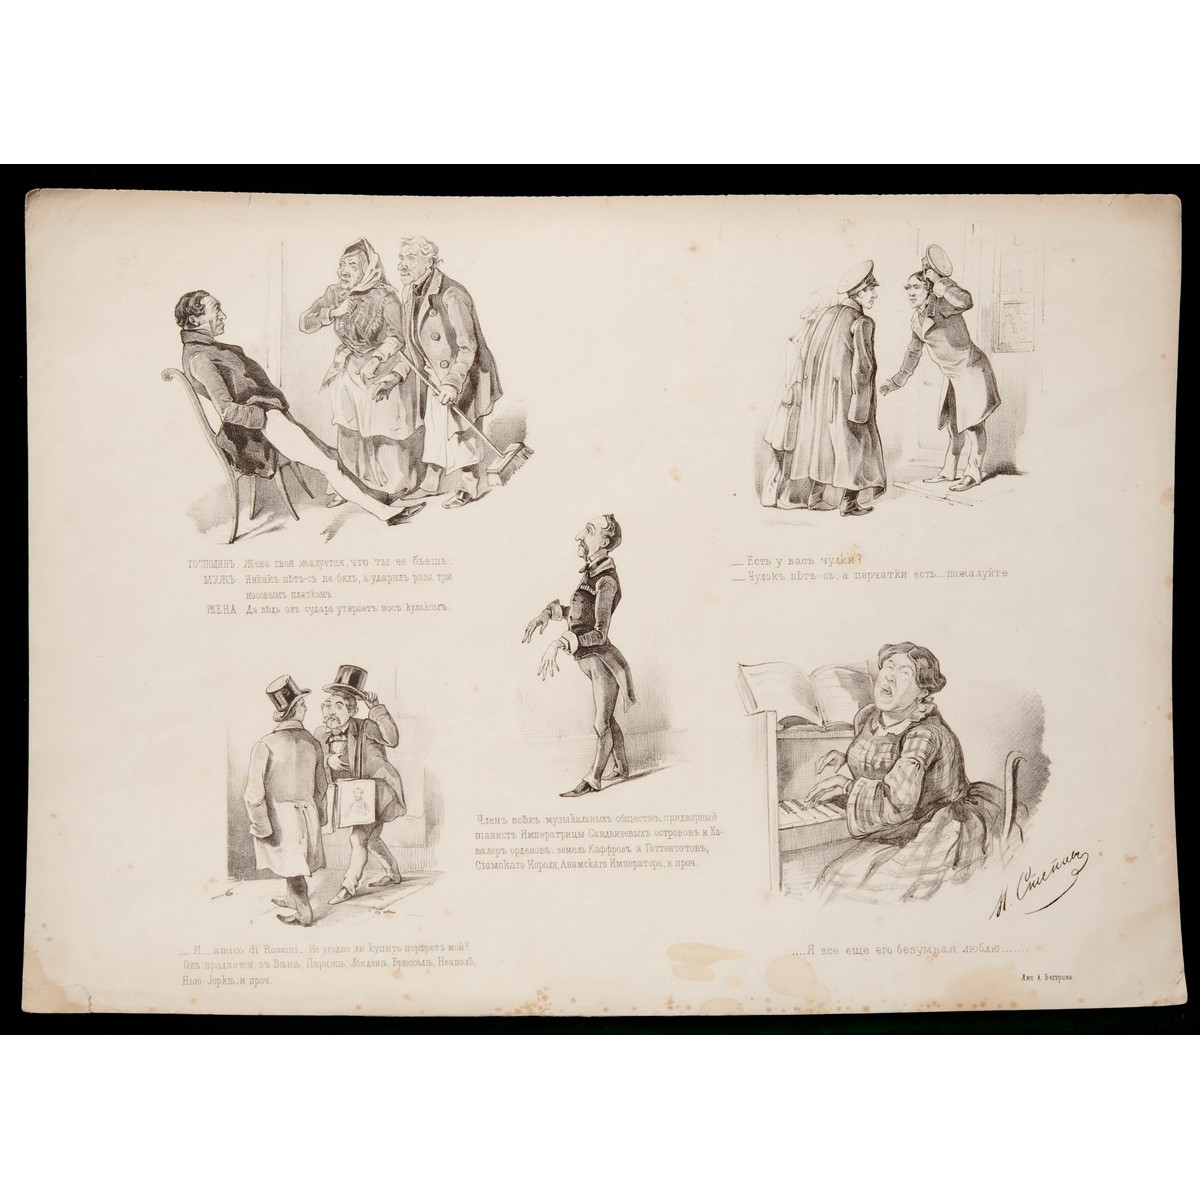 ГОСПОДИНЪ. Жена твоя жалуется, что ты ее бьешь.
МУЖЪ. Никакъ нѣтъ-съ не билъ, а ударилъ раза три
носовымъ платкомъ.
ЖЕНА Да вѣдь онъ сударь утираетъ носъ кулакомъ.
— Есть у васъ чулки?
— Чулокъ нѣтъ-съ, а перчатки есть — пожалуйте
Членъ всѣхъ музыкальныхъ обществъ, придворный
піанистъ Императрицы Сандвичевыхъ острововъ и Ка-
валеръ орденовъ: земель Каффровъ и Готтентотовъ,
Сіамскаго Короля, Анамскаго Императора, и проч.
— Я — amico di Rossini — Не угодно ли купить портретъ мой?
Онъ продается въ Вѣнѣ, Парижѣ, Лондонѣ, Брюсселѣ, Неаполѣ,
Нью-Іоркѣ, и проч.
....Я все еще его безумная люблю.......
Н. Степановъ
Лит. А. Беггрова.